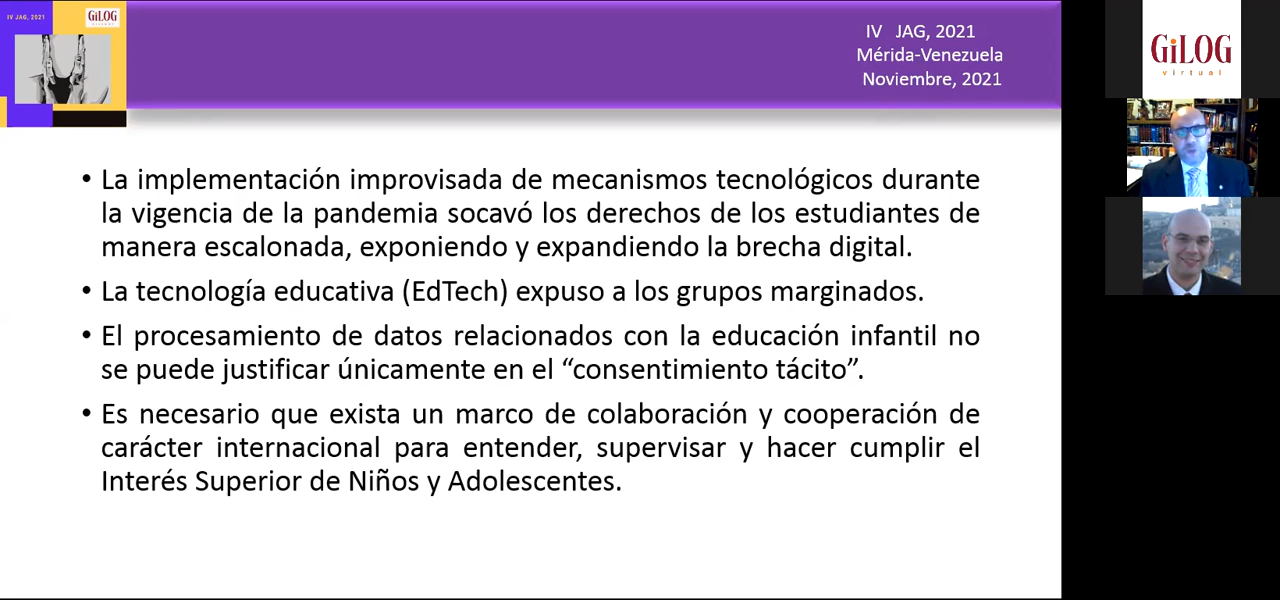 IV JAG, 2021
GiLOG
virtual
IV JAG, 2021
Mérida-Venezuela
Noviembre, 2021
• La implementación improvisada de mecanismos tecnológicos durante
la vigencia de la pandemia socavó los derechos de los estudiantes de
manera escalonada, exponiendo y expandiendo la brecha digital.
• La tecnología educativa (EdTech) expuso a los grupos marginados.
• El procesamiento de datos relacionados con la educación infantil no
se puede justificar únicamente en el “consentimiento tácito”.
• Es necesario que exista un marco de colaboración y cooperación de
carácter internacional para entender, supervisar y hacer cumplir el
Interés Superior de Niños y Adolescentes.
GiLOG
virtual